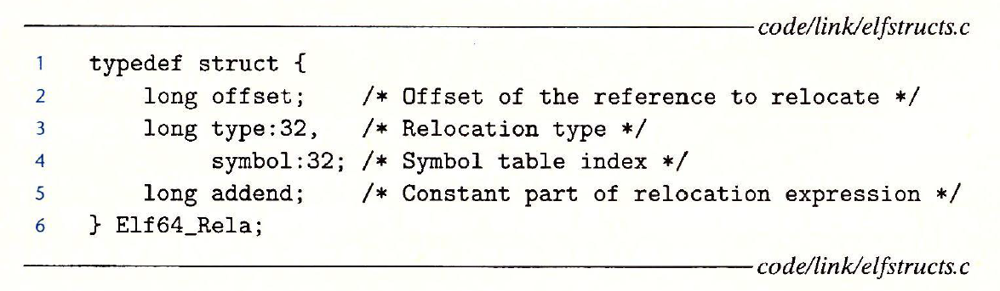 code/link/elfstructs.c
1 typedef struct {
2 long offset; /* Offset of the reference to relocate */
3 long type:32, /* Relocation type */
4 symbol:32; /* Symbol table index */
5 long addend; /* Constant part of relocation expression */
6 } Elf64_Rela;
code/link/elfstructs.c